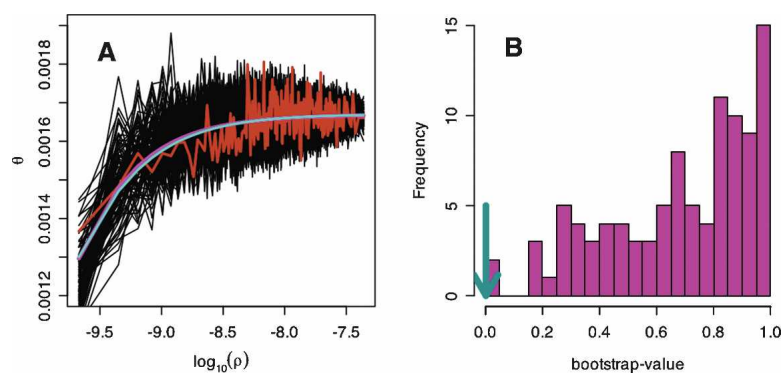 A
0.0018
0.0016
0.0014
0.0012
θ
-9.5 -9.0 -8.5 -8.0 -7.5
log10(ρ)
B
15
10
5
0
Frequency
0.0 0.2 0.4 0.6 0.8 1.0
bootstrap-value